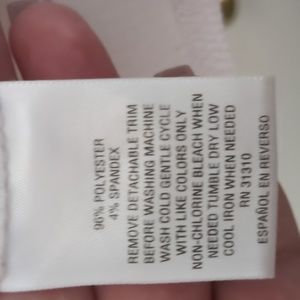 96% POLYESTER
4% SPANDEX
REMOVE DETACHABLE TRIM
BEFORE WASHING MACHINE
WASH COLD GENTLE CYCLE
WITH LIKE COLORS ONLY
NON-CHLORINE BLEACH WHEN
NEEDED TUMBLE DRY LOW
COOL IRON WHEN NEEDED
RN 31310
ESPAÑOL EN REVERSO